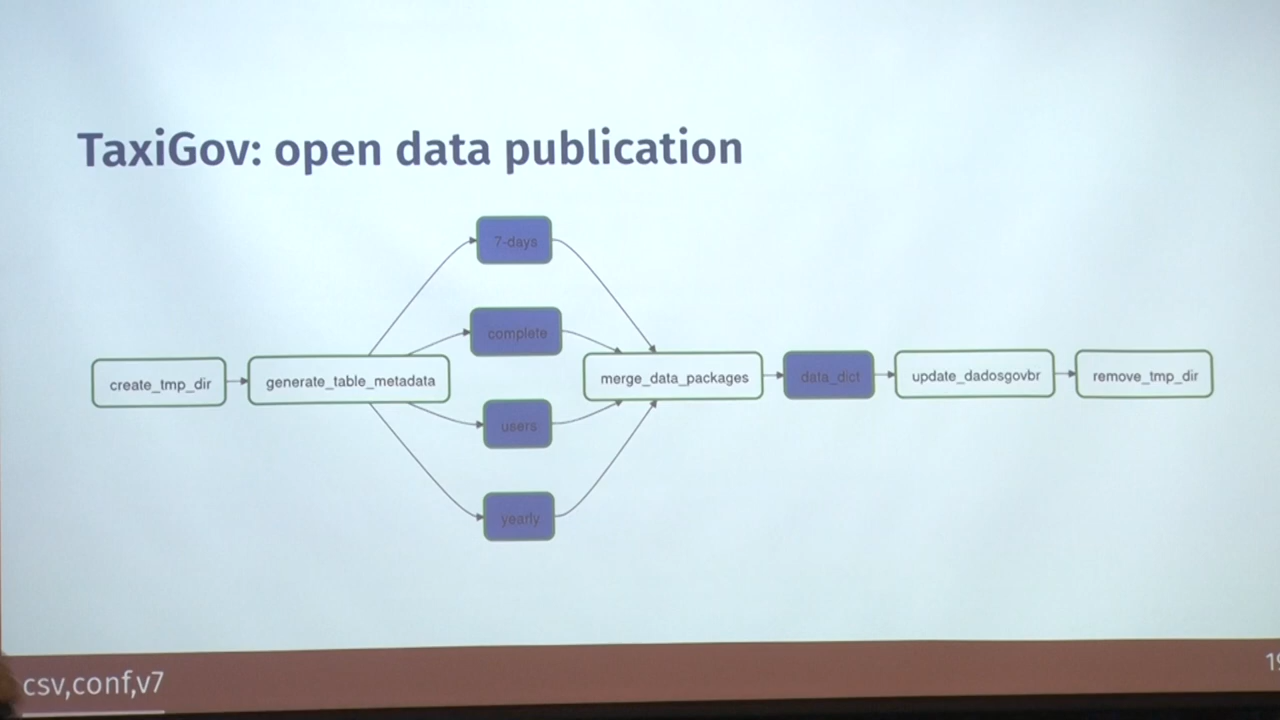 TaxiGov: open data publication
7-days
complete
create_tmp_dir
generate_table_metadata
merge_data_packages
data_dict
update_dadosgovbr
remove_tmp_dir
users
yearly
csv,conf,v7